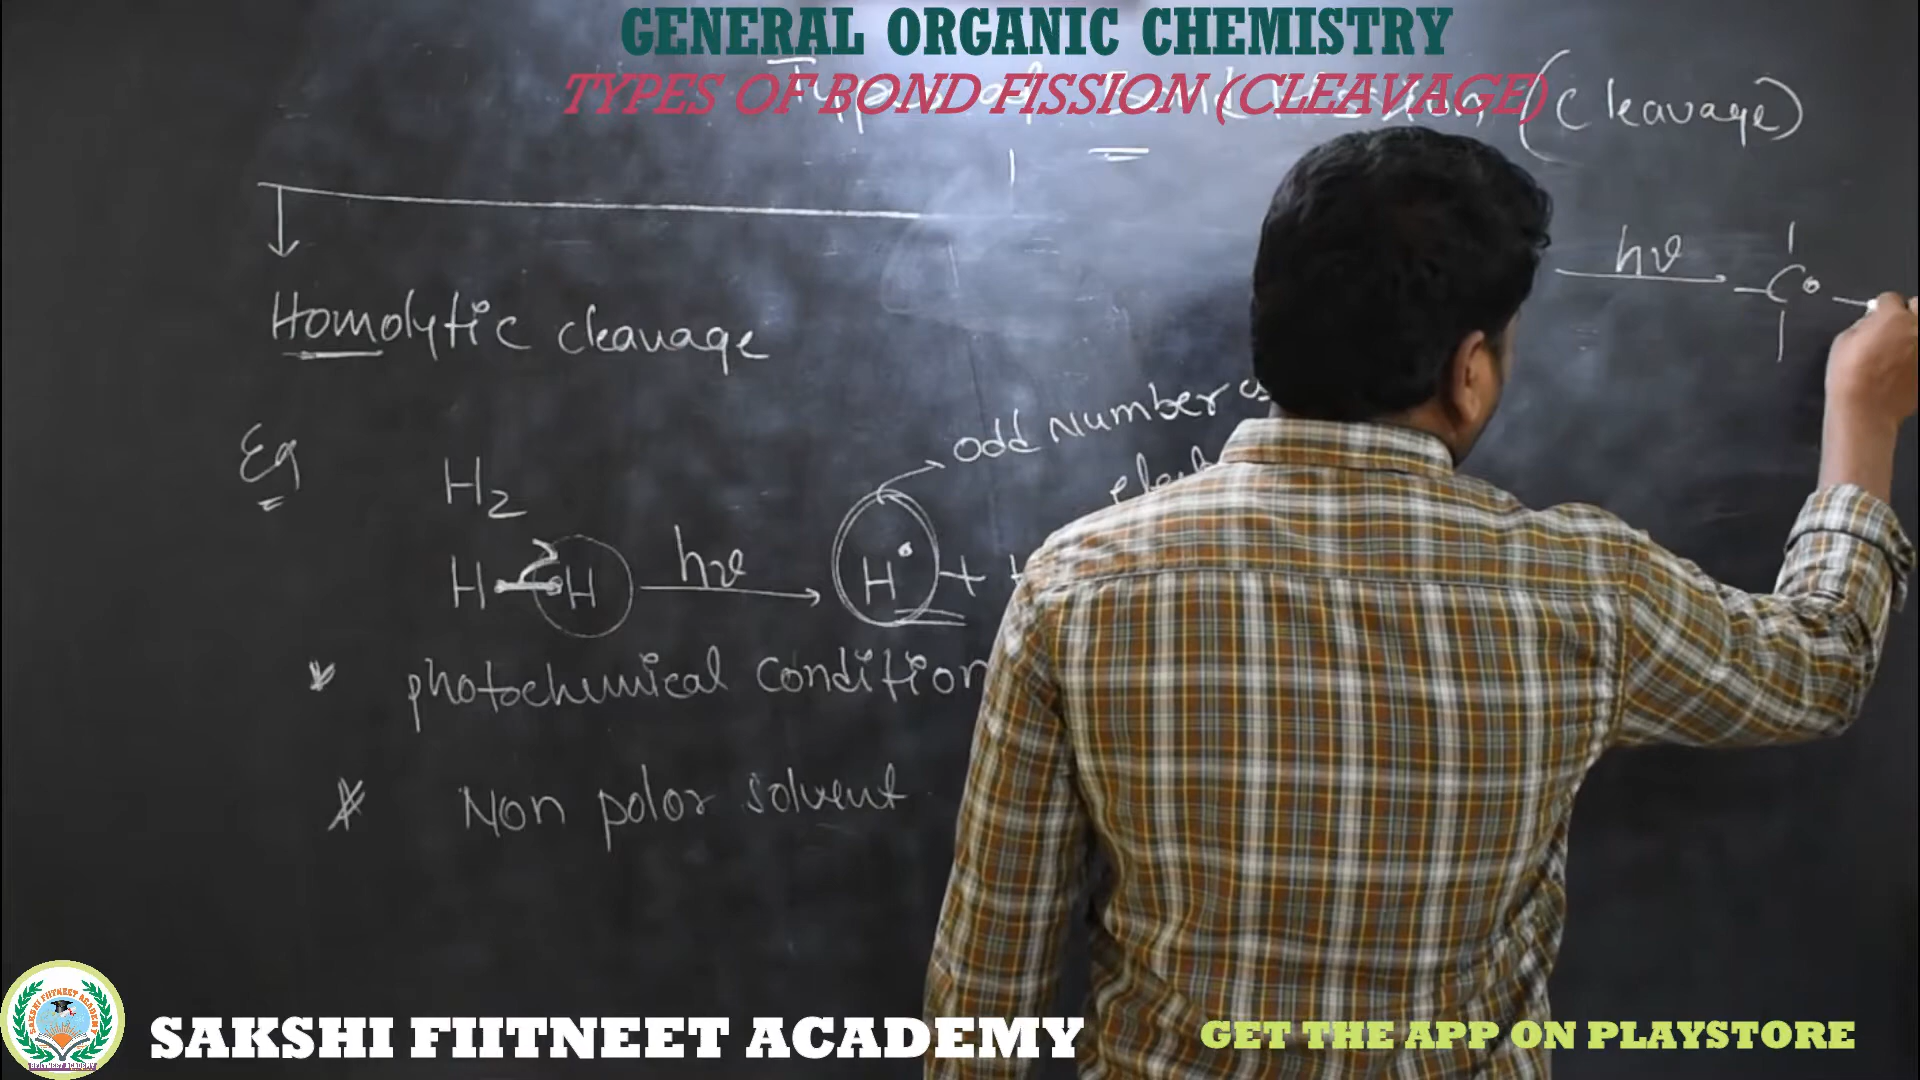 GENERAL ORGANIC CHEMISTRY
TYPES OF BOND FISSION (CLEAVAGE)
(Cleavage)
hν
C•
Homolytic cleavage
odd Number
Eg
H2
H H hν H• +
* photochemical condition
* Non polor solvent
SAKSHI FIITNEET ACADEMY
GET THE APP ON PLAYSTORE